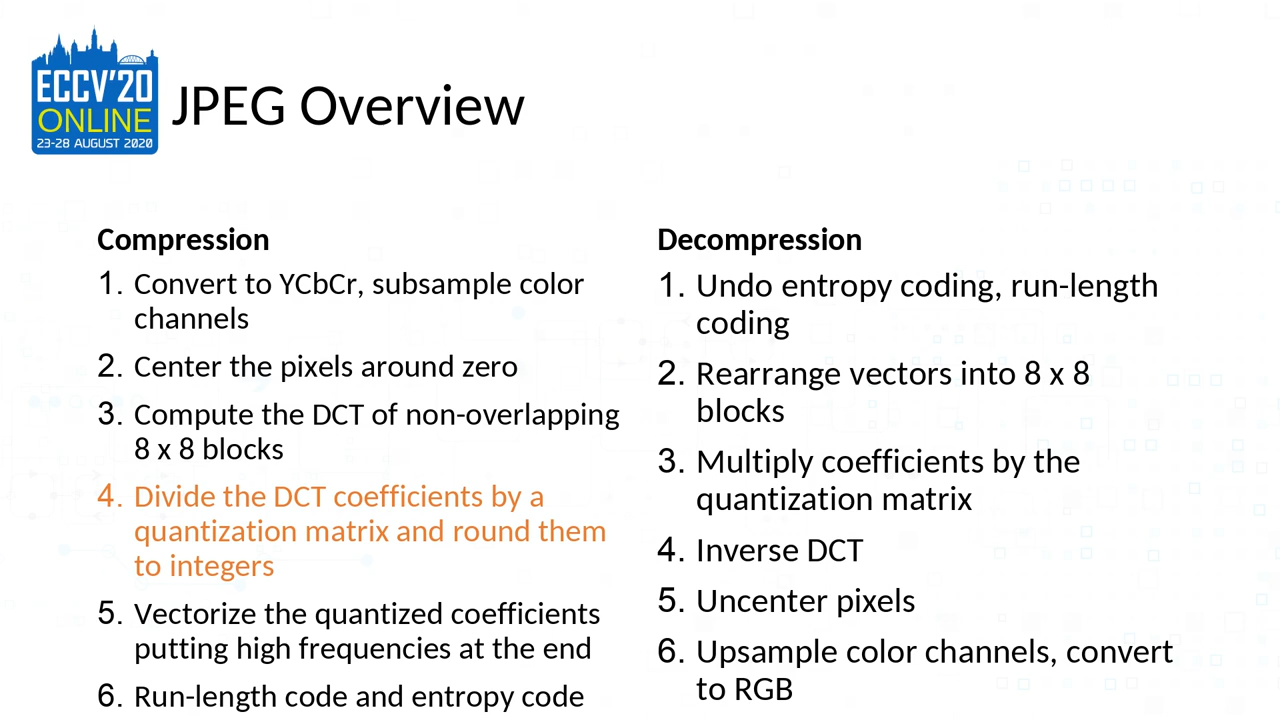 ECCV'20
ONLINE
23-28 AUGUST 2020
JPEG Overview
Compression
1. Convert to YCbCr, subsample color
channels
2. Center the pixels around zero
3. Compute the DCT of non-overlapping
8 x 8 blocks
4. Divide the DCT coefficients by a
quantization matrix and round them
to integers
5. Vectorize the quantized coefficients
putting high frequencies at the end
6. Run-length code and entropy code
Decompression
1. Undo entropy coding, run-length
coding
2. Rearrange vectors into 8 x 8
blocks
3. Multiply coefficients by the
quantization matrix
4. Inverse DCT
5. Uncenter pixels
6. Upsample color channels, convert
to RGB